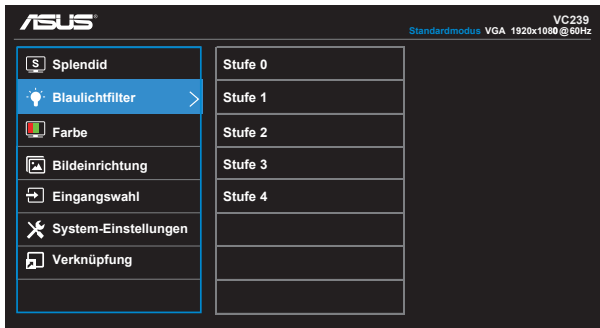 ASUS
VC239
Standardmodus VGA 1920x1080@60Hz
S Splendid
Blaulichtfilter
Farbe
Bildeinrichtung
Eingangswahl
System-Einstellungen
Verknüpfung
Stufe 0
Stufe 1
Stufe 2
Stufe 3
Stufe 4